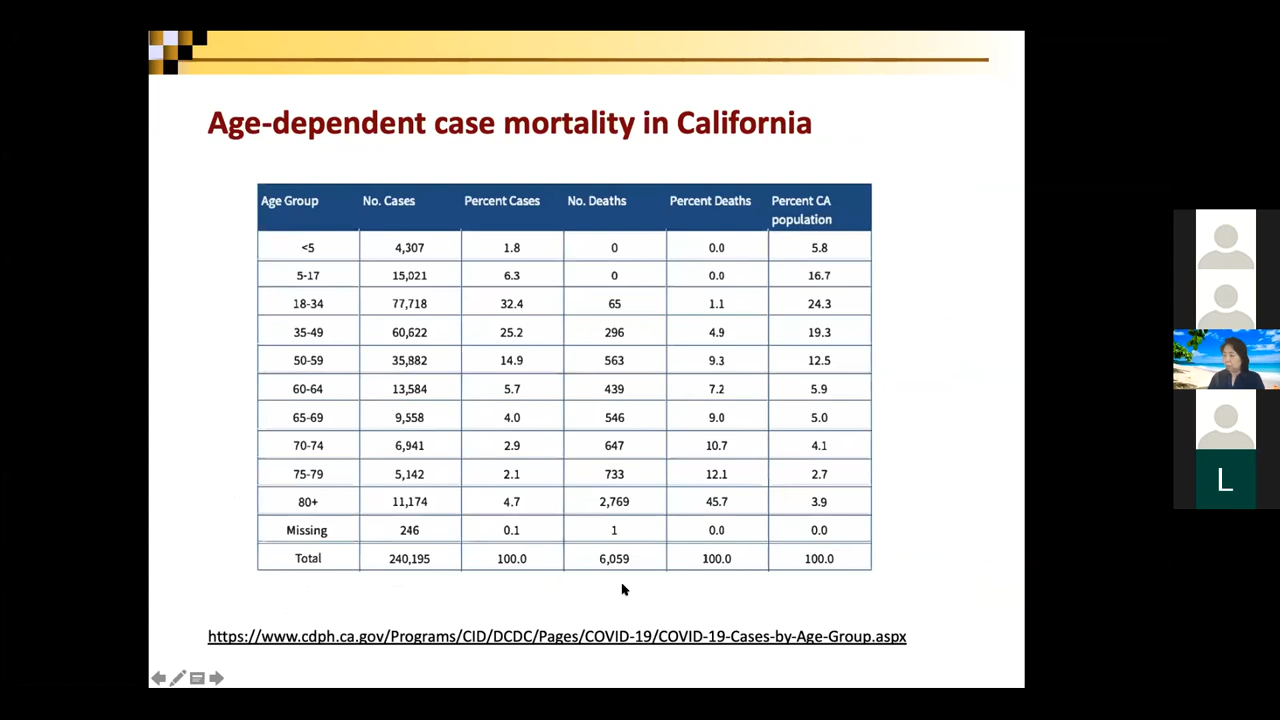 Age-dependent case mortality in California
Age Group No. Cases Percent Cases No. Deaths Percent Deaths Percent CA population
<5 4,307 1.8 0 0.0 5.8
5-17 15,021 6.3 0 0.0 16.7
18-34 77,718 32.4 65 1.1 24.3
35-49 60,622 25.2 296 4.9 19.3
50-59 35,882 14.9 563 9.3 12.5
60-64 13,584 5.7 439 7.2 5.9
65-69 9,558 4.0 546 9.0 5.0
70-74 6,941 2.9 647 10.7 4.1
75-79 5,142 2.1 733 12.1 2.7
80+ 11,174 4.7 2,769 45.7 3.9
Missing 246 0.1 1 0.0 0.0
Total 240,195 100.0 6,059 100.0 100.0
https://www.cdph.ca.gov/Programs/CID/DCDC/Pages/COVID-19/COVID-19-Cases-by-Age-Group.aspx
L